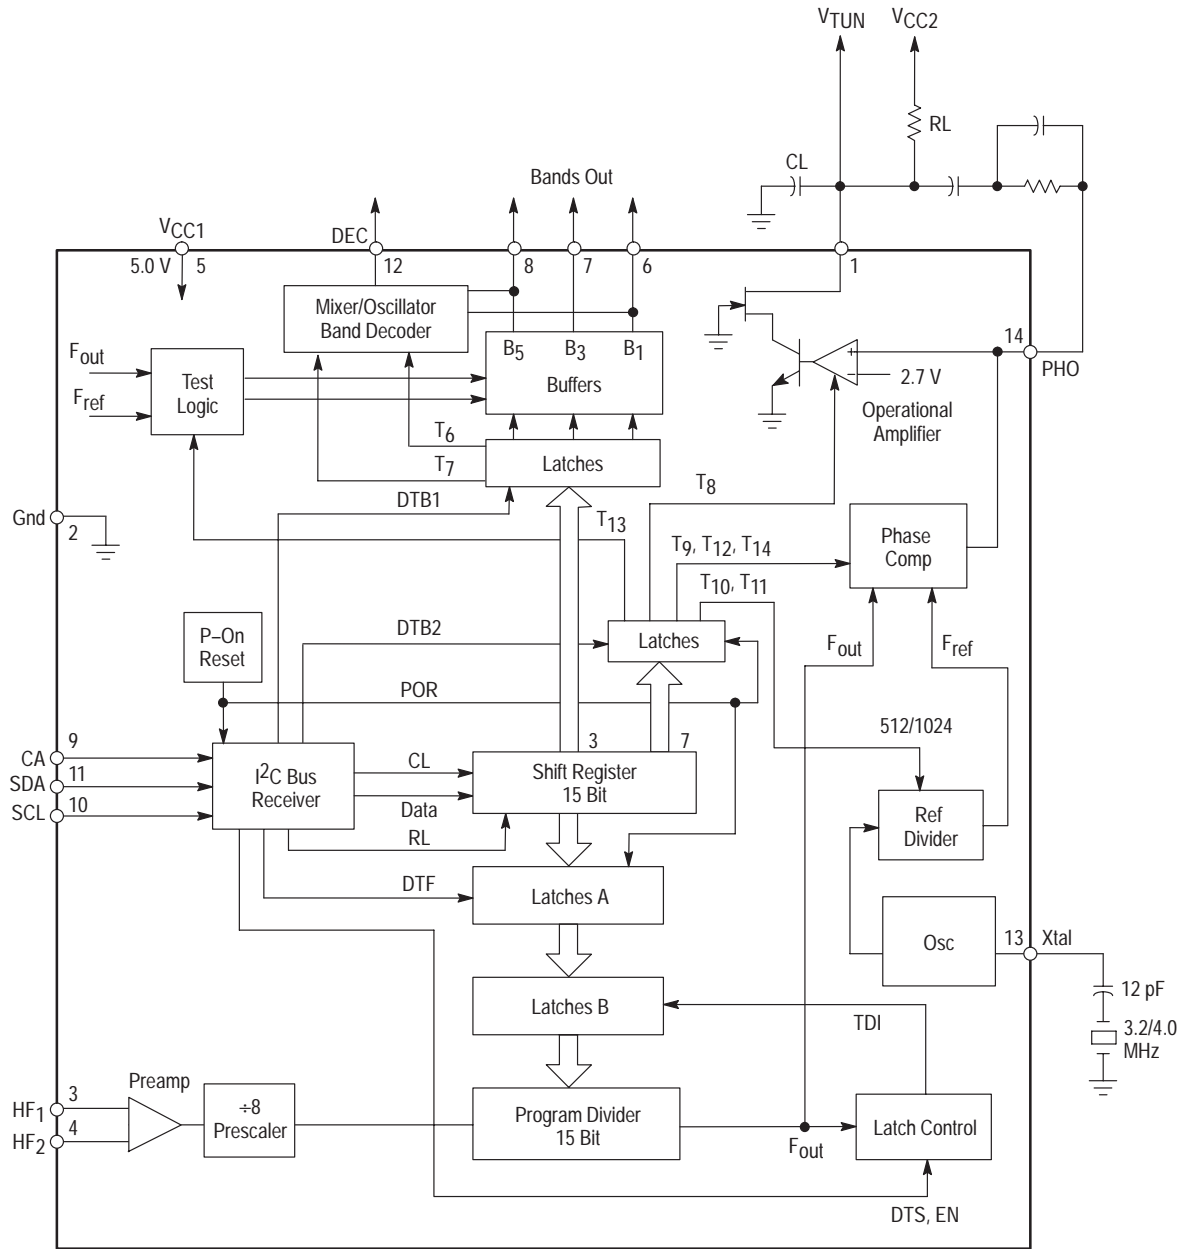 VTUN
VCC2
RL
CL
Bands Out
VCC1
5.0 V
5
DEC
12
8
7
6
1
Mixer/Oscillator
Band Decoder
B5
B3
B1
Buffers
Fout
Fref
Test
Logic
14
PHO
2.7 V
Operational
Amplifier
T6
T7
Latches
DTB1
T8
Gnd
2
T13
T9, T12, T14
Phase
Comp
T10, T11
P–On
Reset
DTB2
Latches
Fout
Fref
POR
512/1024
9
CA
11
SDA
10
SCL
I2C Bus
Receiver
CL
Data
RL
3
7
Shift Register
15 Bit
Ref
Divider
DTF
Latches A
Osc
13
Xtal
12 pF
3.2/4.0
MHz
Latches B
TDI
Preamp
3
HF1
4
HF2
÷8
Prescaler
Program Divider
15 Bit
Fout
Latch Control
DTS, EN